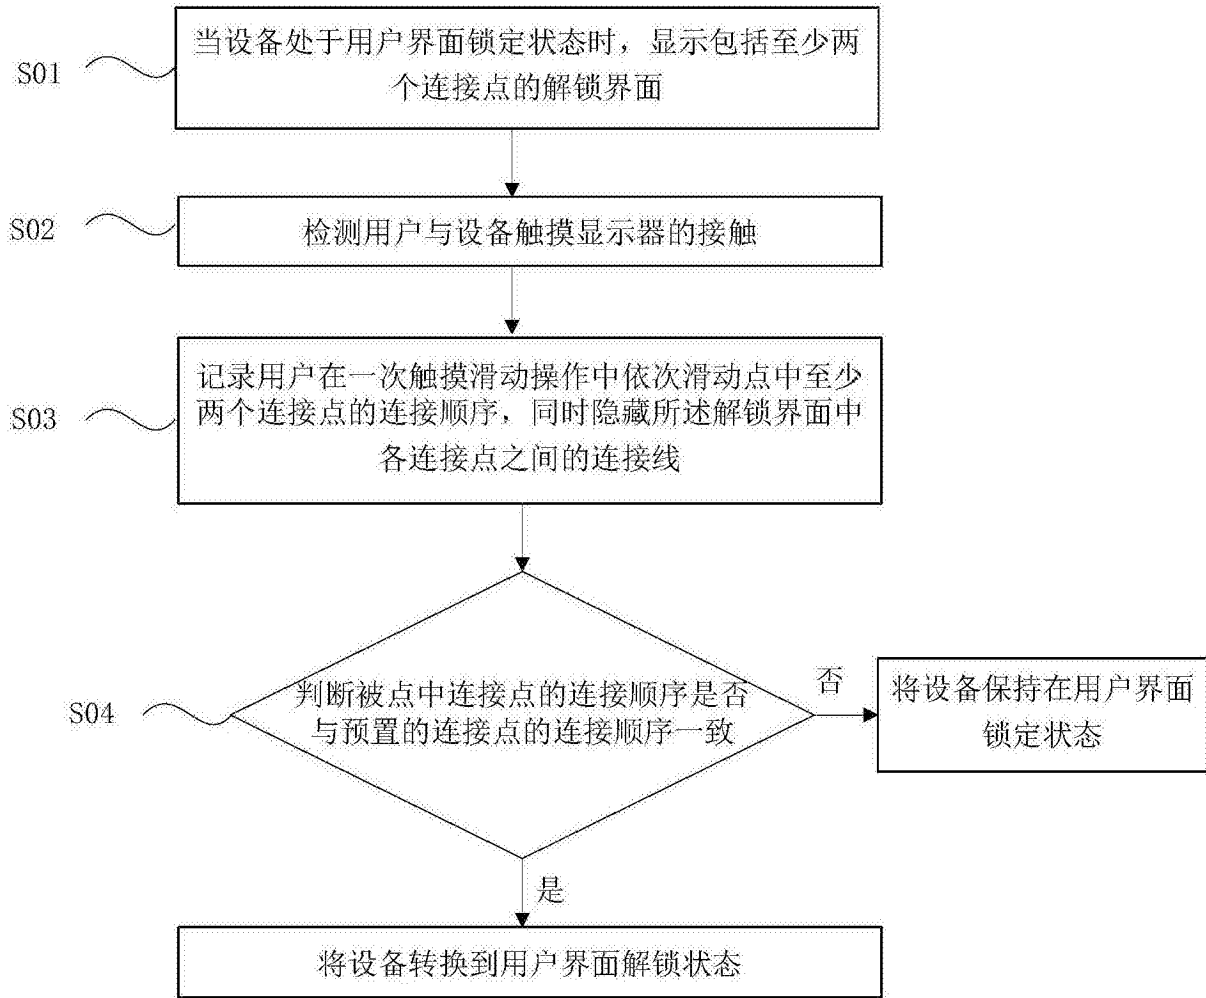 S01
当设备处于用户界面锁定状态时，显示包括至少两
个连接点的解锁界面
S02
检测用户与设备触摸显示器的接触
S03
记录用户在一次触摸滑动操作中依次滑动点中至少
两个连接点的连接顺序，同时隐藏所述解锁界面中
各连接点之间的连接线
S04
判断被点中连接点的连接顺序是否
与预置的连接点的连接顺序一致
否
将设备保持在用户界面
锁定状态
是
将设备转换到用户界面解锁状态